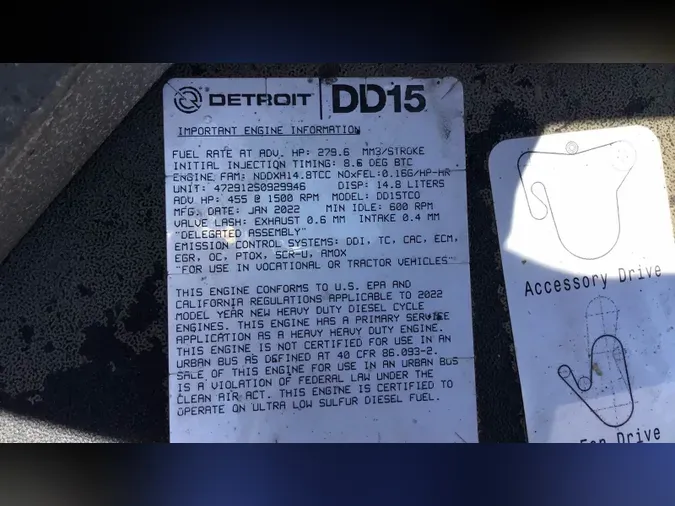 DETROIT DD15
IMPORTANT ENGINE INFORMATION
FUEL RATE AT ADV. HP: 279.6 MM3/STROKE
INITIAL INJECTION TIMING: 8.6 DEG BTC
ENGINE FAM: NDDXH14.8TCC NOXFEL:0.16G/HP-HR
UNIT: 472912S0929946 DISP: 14.8 LITERS
ADV HP: 455 @ 1500 RPM MODEL: DD15TCO
MFG. DATE: JAN 2022 MIN IDLE: 600 RPM
VALVE LASH: EXHAUST 0.6 MM INTAKE 0.4 MM
"DELEGATED ASSEMBLY"
EMISSION CONTROL SYSTEMS: DDI, TC, CAC, ECM,
EGR, OC, PTOX, SCR-U, AMOX
"FOR USE IN VOCATIONAL OR TRACTOR VEHICLES"
THIS ENGINE CONFORMS TO U.S. EPA AND
CALIFORNIA REGULATIONS APPLICABLE TO 2022
MODEL YEAR NEW HEAVY DUTY DIESEL CYCLE
ENGINES. THIS ENGINE HAS A PRIMARY SERVICE
APPLICATION AS A HEAVY HEAVY DUTY ENGINE.
THIS ENGINE IS NOT CERTIFIED FOR USE IN AN
URBAN BUS AS DEFINED AT 40 CFR 86.093-2.
SALE OF THIS ENGINE FOR USE IN AN URBAN BUS
IS A VIOLATION OF FEDERAL LAW UNDER THE
CLEAN AIR ACT. THIS ENGINE IS CERTIFIED TO
OPERATE ON ULTRA LOW SULFUR DIESEL FUEL.
Accessory Drive
Fan Drive